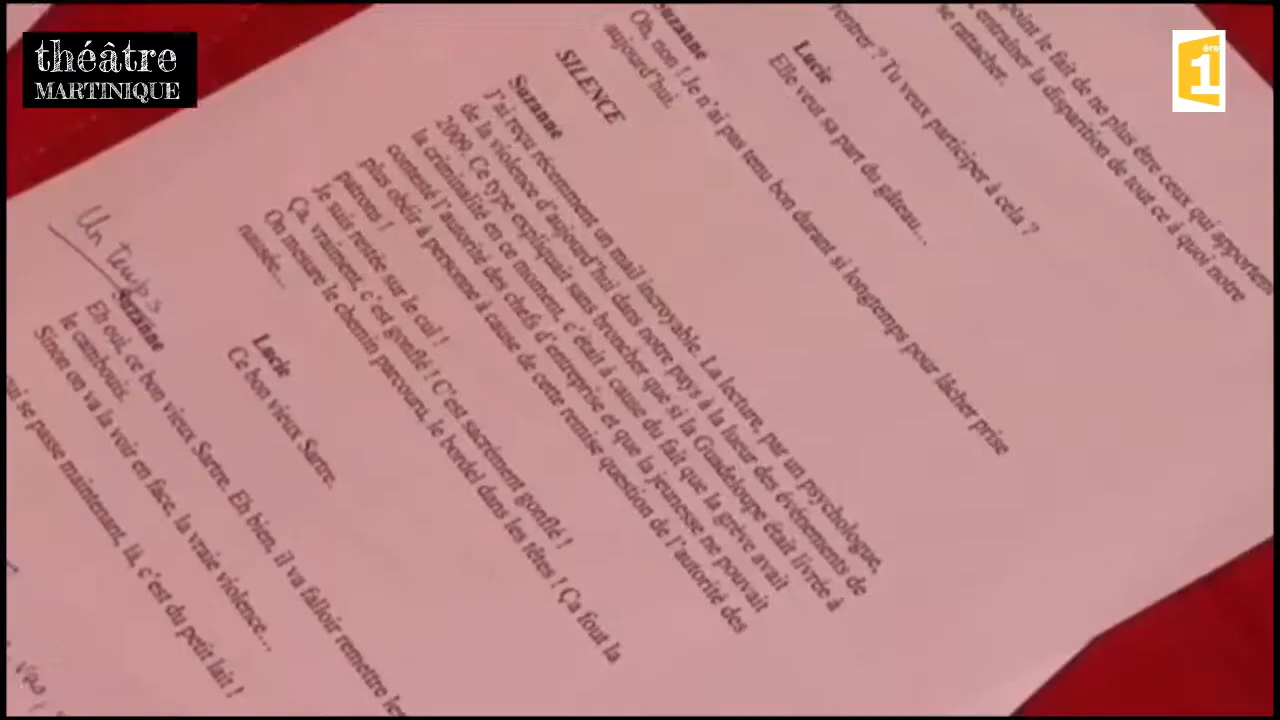 théâtre
MARTINIQUE
1ère
point le fait de ne plus être ceux qui apportent
entraîner la disparition de tout ce à quoi notre
se rattacher.
rentrer ? Tu veux participer à cela ?
Lucie
Elle veut sa part du gâteau...
Suzanne
Oh, non ! Je n'ai pas tenu bon durant si longtemps pour lâcher prise
aujourd'hui.
SILENCE
Suzanne
J'ai reçu récemment un mail incroyable. La lecture, par un psychologue,
de la violence d'aujourd'hui dans notre pays à la lueur des événements de
2009. Ce type expliquait sans broncher que si la Guadeloupe était livrée à
la criminalité en ce moment, c'était à cause du fait que la grève avait
contesté l'autorité des chefs d'entreprise et que la jeunesse ne pouvait
plus obéir à personne à cause de cette remise question de l'autorité des
patrons !
Je suis restée sur le cul !
Ça, vraiment, c'est gonflé ! C'est sacrément gonflé !
On mesure le chemin parcouru, le bordel dans les têtes ! Ça fout la
nausée...
Lucie
Ce bon vieux Sartre.
Un temps
Suzanne
Eh oui, ce bon vieux Sartre. Eh bien, il va falloir remettre les
le cambouis.
Sinon on va la voir en face, la vraie violence...
qui se passe maintenant, là, c'est du petit lait !